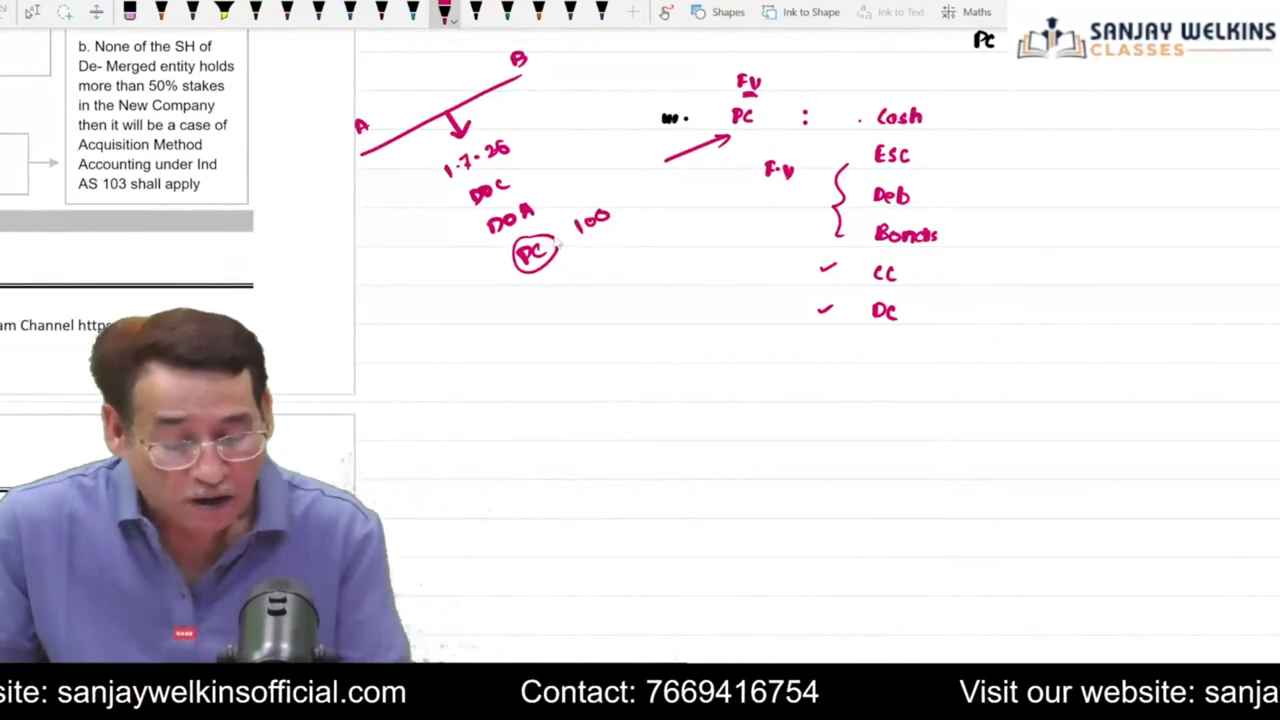 Shapes
Ink to Shape
Ink to Text
Maths
PC
SANJAY WELKINS
CLASSES
b. None of the SH of
De- Merged entity holds
more than 50% stakes
in the New Company
then it will be a case of
Acquisition Method
Accounting under Ind
AS 103 shall apply
A
B
1.7.26
DOC
DOA
PC
100
FV
PC : Cash
F.V
Esc
Deb
Bonds
CC
DC
am Channel https
site: sanjaywelkinsofficial.com
Contact: 7669416754
Visit our website: sanja